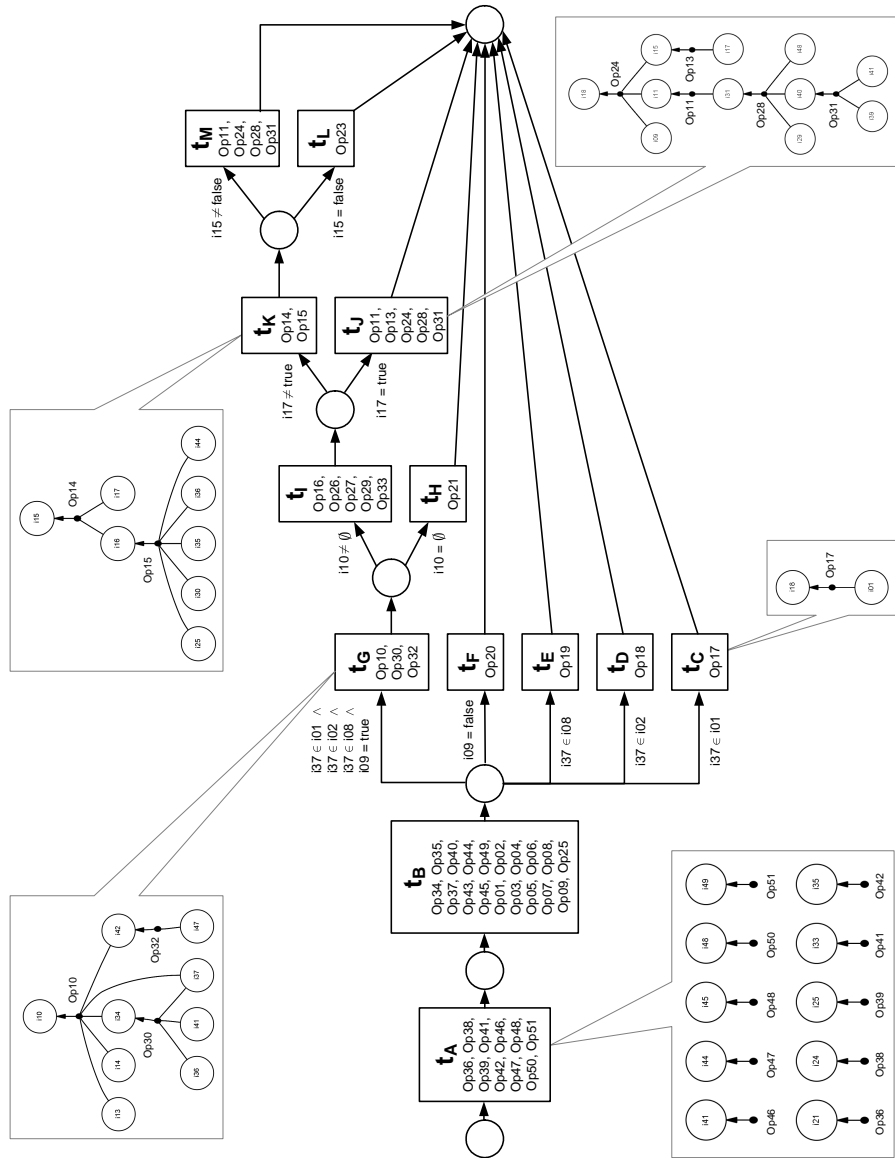 i10
Op10
i13
i14
i34
i42
Op30
Op32
i36
i41
i37
i47
i15
Op14
i16
i17
Op15
i25
i30
i35
i36
i44
tA
Op36, Op38,
Op39, Op41,
Op42, Op46,
Op47, Op48,
Op50, Op51
tB
Op34, Op35,
Op37, Op40,
Op43, Op44,
Op45, Op49,
Op01, Op02,
Op03, Op04,
Op05, Op06,
Op07, Op08,
Op09, Op25
i37 ∈ i01 ∧
i37 ∈ i02 ∧
i37 ∈ i08 ∧
i09 = true
i09 = false
i37 ∈ i08
i37 ∈ i02
i37 ∈ i01
tG
Op10,
Op30,
Op32
tF
Op20
tE
Op19
tD
Op18
tC
Op17
i10 ≠ ∅
i10 = ∅
tI
Op16,
Op26,
Op27,
Op29,
Op33
tH
Op21
i17 ≠ true
i17 = true
tK
Op14,
Op15
tJ
Op11,
Op13,
Op24,
Op28,
Op31
i15 ≠ false
i15 = false
tM
Op11,
Op24,
Op28,
Op31
tL
Op23
i41
i44
i45
i48
i49
Op46
Op47
Op48
Op50
Op51
i21
i24
i25
i33
i35
Op36
Op38
Op39
Op41
Op42
i18
Op17
i01
i18
Op24
i09
i11
i15
Op11
Op13
i31
i17
Op28
i29
i40
i48
Op31
i39
i41